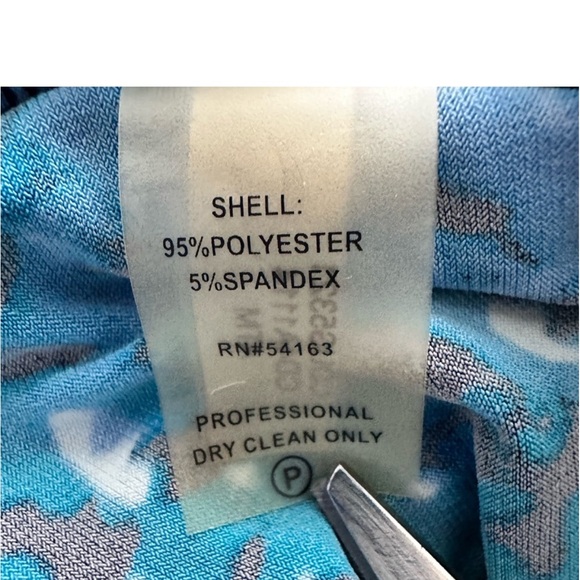 SHELL:
95%POLYESTER
5%SPANDEX
RN#54163
PROFESSIONAL
DRY CLEAN ONLY
P